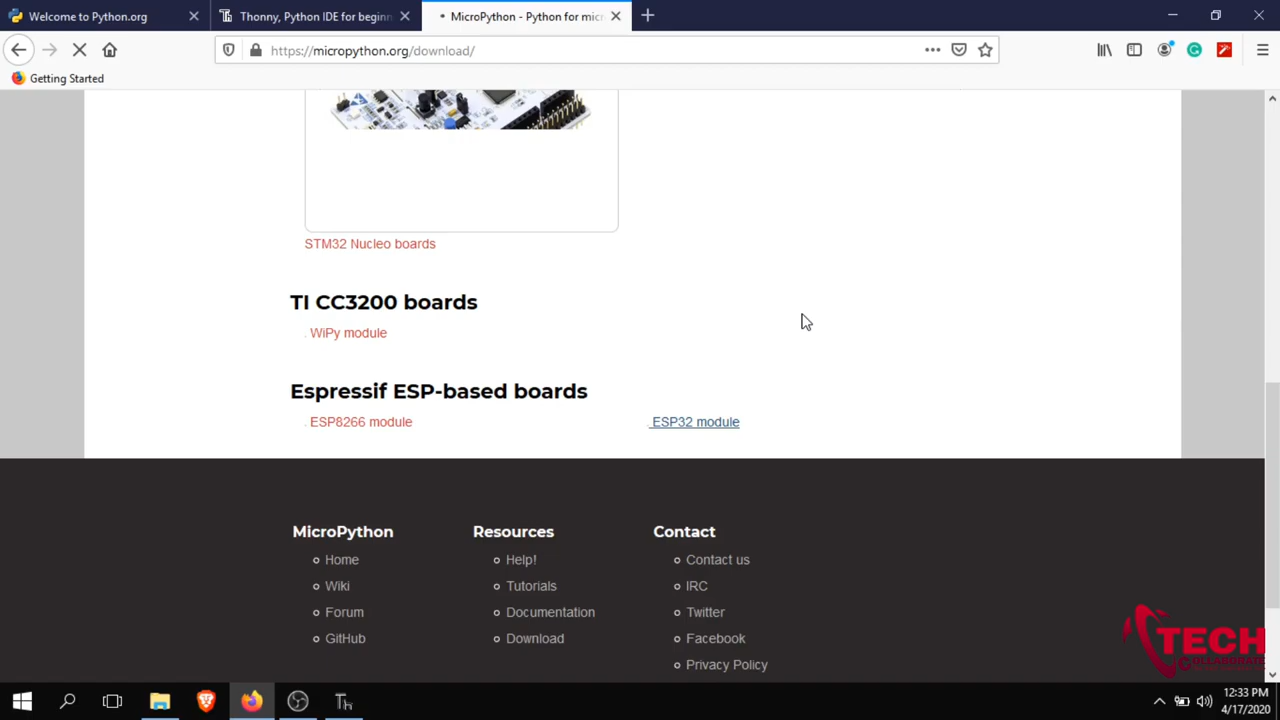 Welcome to Python.org
Thonny, Python IDE for beginn
MicroPython - Python for micr
https://micropython.org/download/
Getting Started
STM32 Nucleo boards
TI CC3200 boards
WiPy module
Espressif ESP-based boards
ESP8266 module
ESP32 module
MicroPython
Resources
Contact
Home
Help!
Contact us
Wiki
Tutorials
IRC
Forum
Documentation
Twitter
GitHub
Download
Facebook
Privacy Policy
TECH
COLLABORATE
Th
12:33 PM
4/17/2020